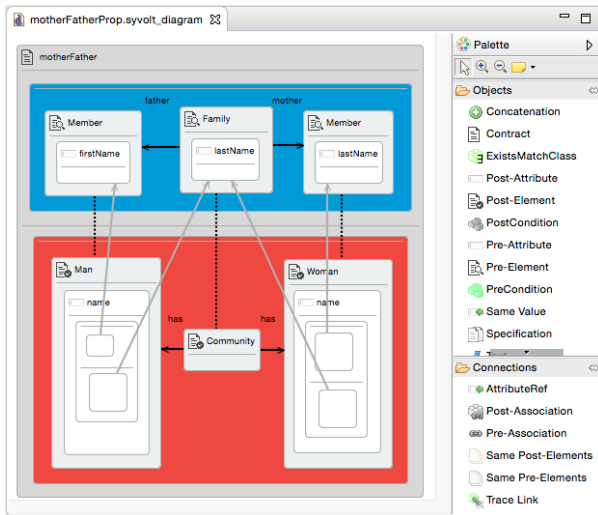 motherFatherProp.syvolt_diagram
motherFather
father
mother
Member
Family
Member
firstName
lastName
lastName
Man
Woman
name
name
has
has
Community
Palette
Objects
Concatenation
Contract
ExistsMatchClass
Post-Attribute
Post-Element
PostCondition
Pre-Attribute
Pre-Element
PreCondition
Same Value
Specification
Connections
AttributeRef
Post-Association
Pre-Association
Same Post-Elements
Same Pre-Elements
Trace Link